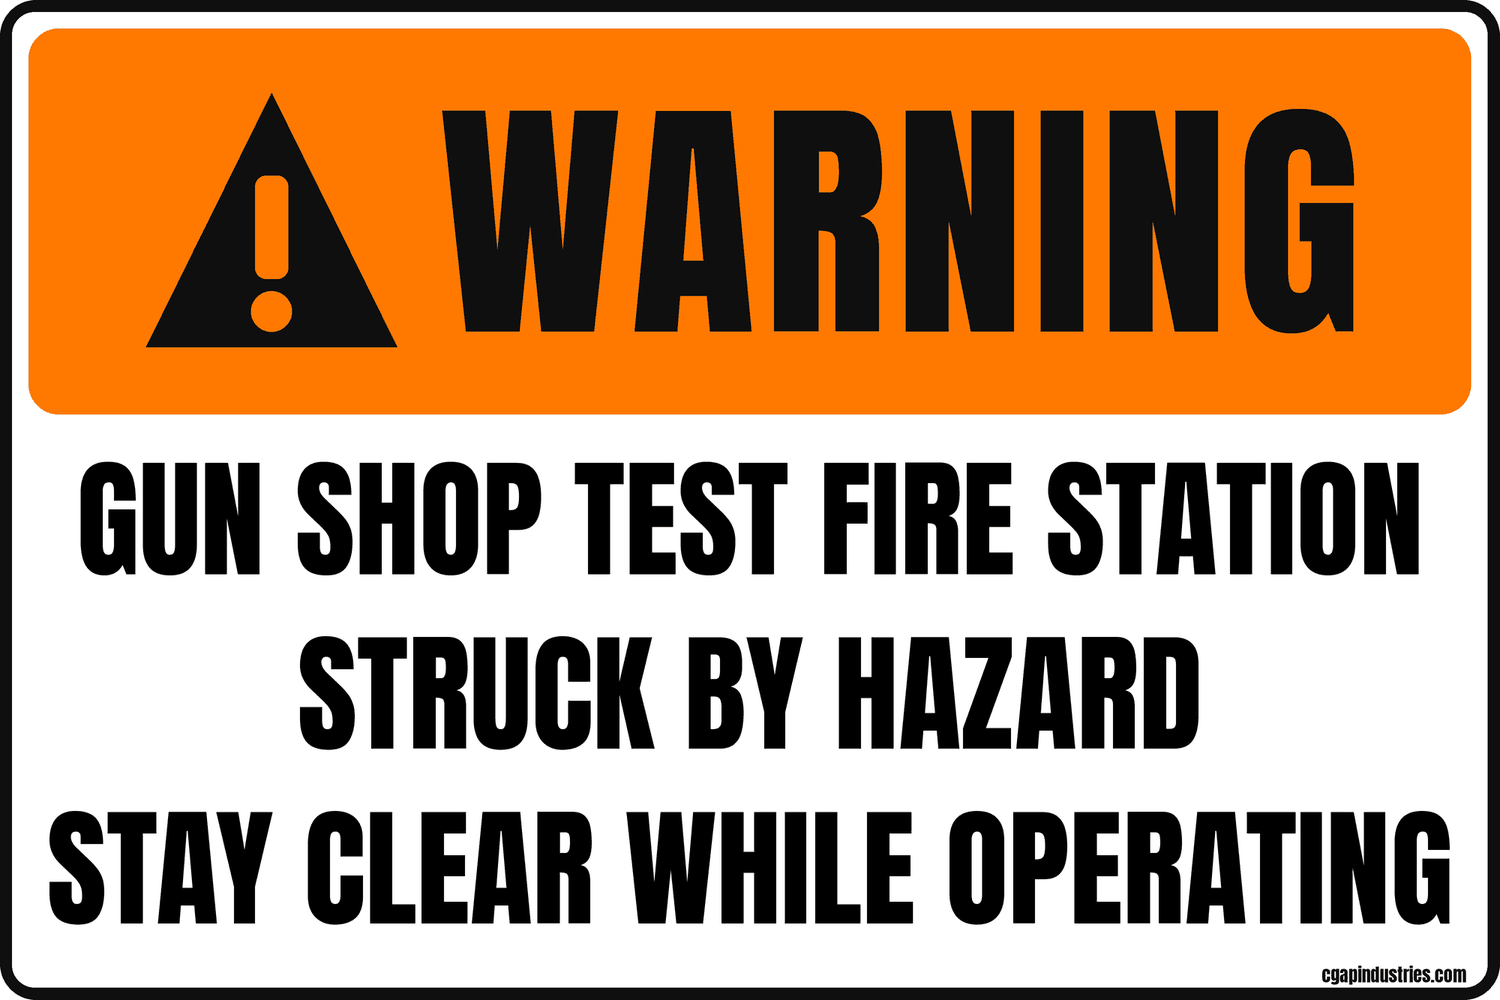 WARNING
GUN SHOP TEST FIRE STATION
STRUCK BY HAZARD
STAY CLEAR WHILE OPERATING
cgapindustries.com